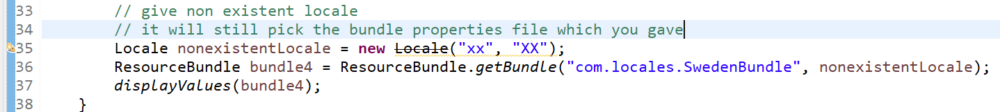 33 // give non existent locale
34 // it will still pick the bundle properties file which you gave
35 Locale nonexistentLocale = new Locale("xx", "XX");
36 ResourceBundle bundle4 = ResourceBundle.getBundle("com.locales.SwedenBundle", nonexistentLocale);
37 displayValues(bundle4);
38 }